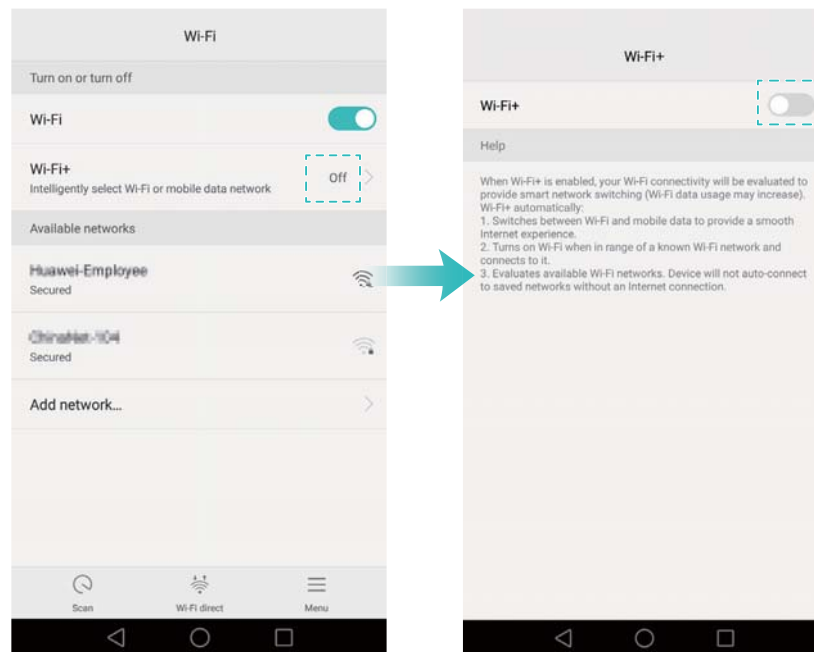 Wi-Fi
Turn on or turn off
Wi-Fi
Wi-Fi+
Intelligently select Wi-Fi or mobile data network
Off
Available networks
Huawei-Employee
Secured
ChinaNet-104
Secured
Add network...
Scan
Wi-Fi direct
Menu
Wi-Fi+
Wi-Fi+
Help
When Wi-Fi+ is enabled, your Wi-Fi connectivity will be evaluated to
provide smart network switching (Wi-Fi data usage may increase).
Wi-Fi+ automatically:
1. Switches between Wi-Fi and mobile data to provide a smooth
Internet experience.
2. Turns on Wi-Fi when in range of a known Wi-Fi network and
connects to it.
3. Evaluates available Wi-Fi networks. Device will not auto-connect
to saved networks without an Internet connection.